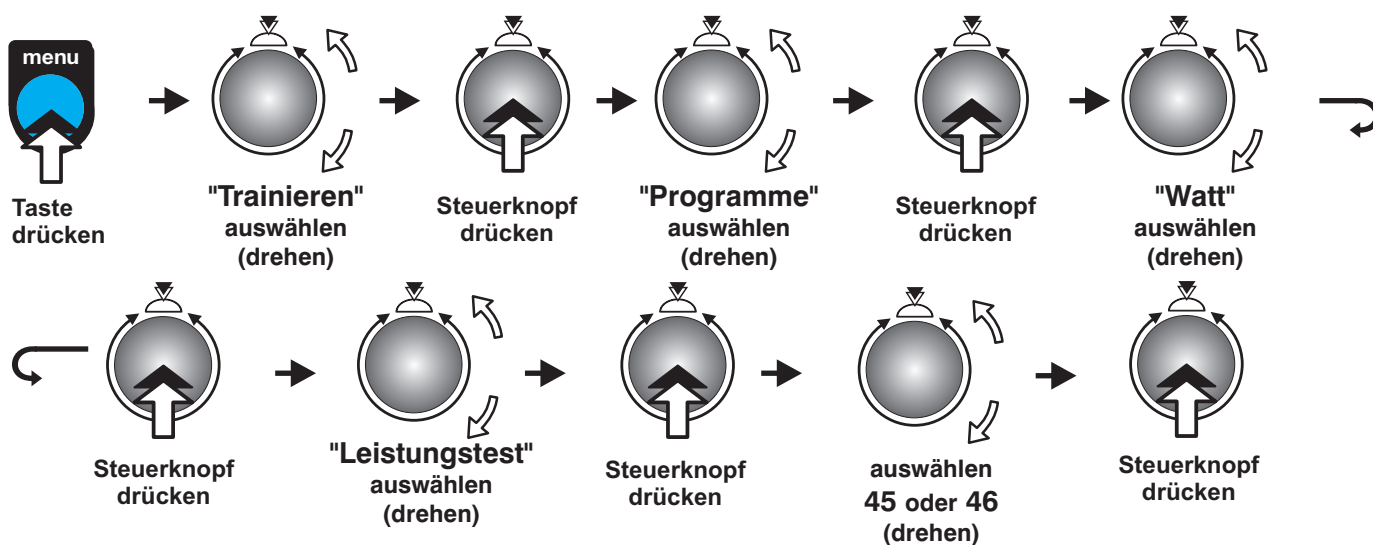 menu
Taste
drücken
"Trainieren"
auswählen
(drehen)
Steuerknopf
drücken
"Programme"
auswählen
(drehen)
Steuerknopf
drücken
"Watt"
auswählen
(drehen)
Steuerknopf
drücken
"Leistungstest"
auswählen
(drehen)
Steuerknopf
drücken
auswählen
45 oder 46
(drehen)
Steuerknopf
drücken